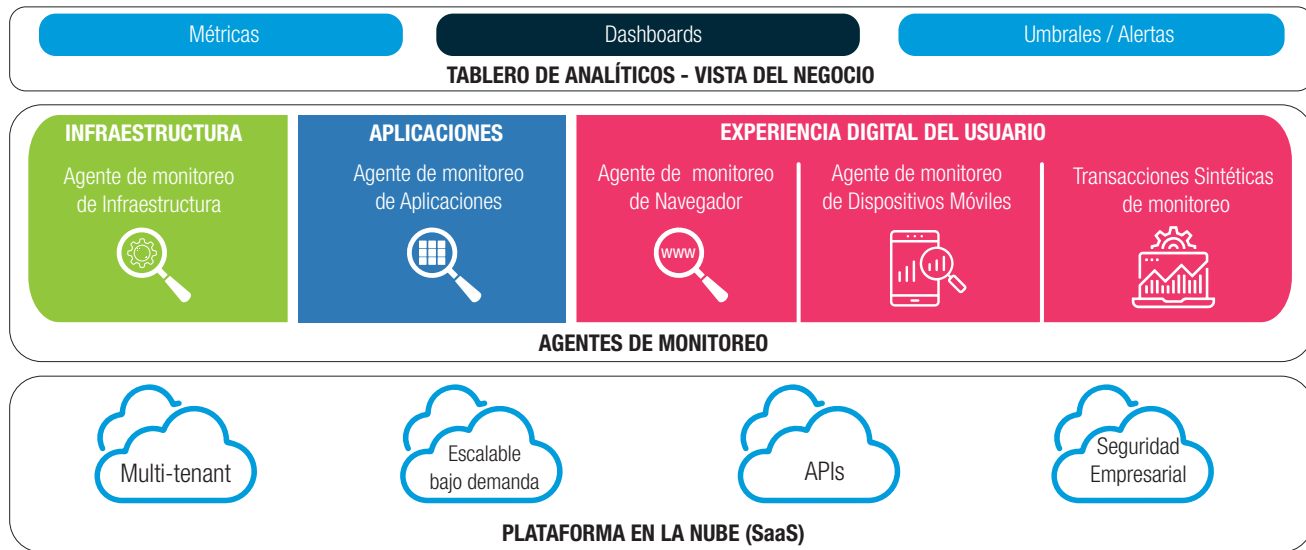 Métricas
Dashboards
Umbrales / Alertas
TABLERO DE ANALÍTICOS - VISTA DEL NEGOCIO
INFRAESTRUCTURA
Agente de monitoreo
de Infraestructura
APLICACIONES
Agente de monitoreo
de Aplicaciones
EXPERIENCIA DIGITAL DEL USUARIO
Agente de monitoreo
de Navegador
www
Agente de monitoreo
de Dispositivos Móviles
Transacciones Sintéticas
de monitoreo
AGENTES DE MONITOREO
Multi-tenant
Escalable
bajo demanda
APIs
Seguridad
Empresarial
PLATAFORMA EN LA NUBE (SaaS)